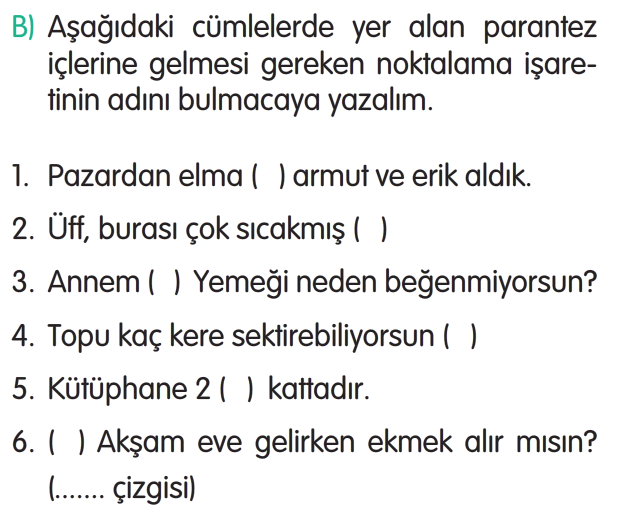 B) Aşağıdaki cümlelerde yer alan parantez
içlerine gelmesi gereken noktalama işare-
tinin adını bulmacaya yazalım.
1. Pazardan elma (  ) armut ve erik aldık.
2. Üff, burası çok sıcakmış (  )
3. Annem (  ) Yemeği neden beğenmiyorsun?
4. Topu kaç kere sektirebiliyorsun (  )
5. Kütüphane 2 (  ) kattadır.
6. (  ) Akşam eve gelirken ekmek alır mısın?
(....... çizgisi)